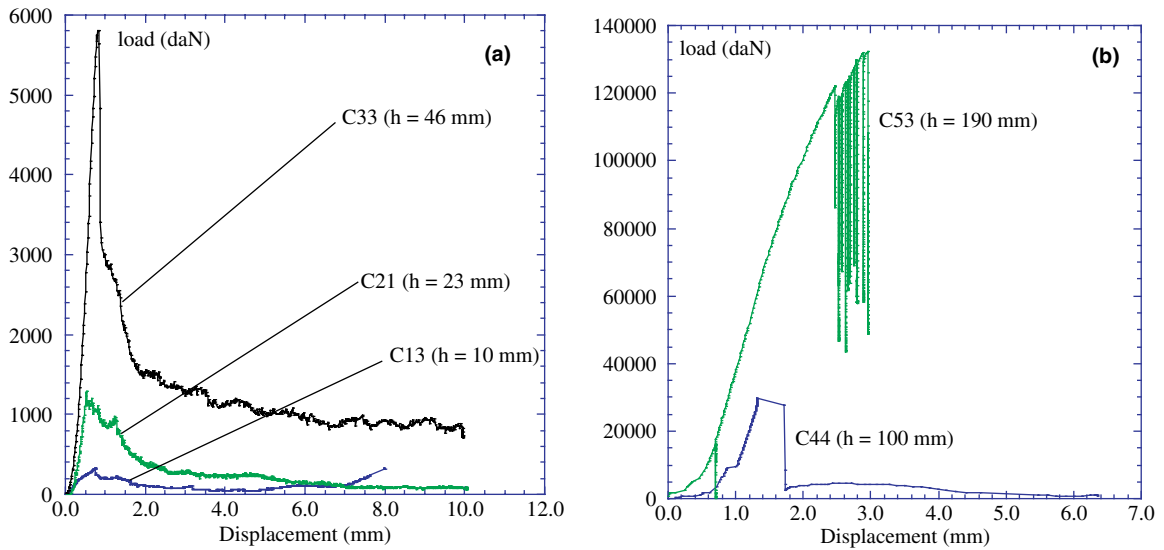 6000
5000
4000
3000
2000
1000
0
load (daN)
(a)
C33 (h = 46 mm)
C21 (h = 23 mm)
C13 (h = 10 mm)
0.0 2.0 4.0 6.0 8.0 10.0 12.0
Displacement (mm)
140000
120000
100000
80000
60000
40000
20000
0
load (daN)
(b)
C53 (h = 190 mm)
C44 (h = 100 mm)
0.0 1.0 2.0 3.0 4.0 5.0 6.0 7.0
Displacement (mm)